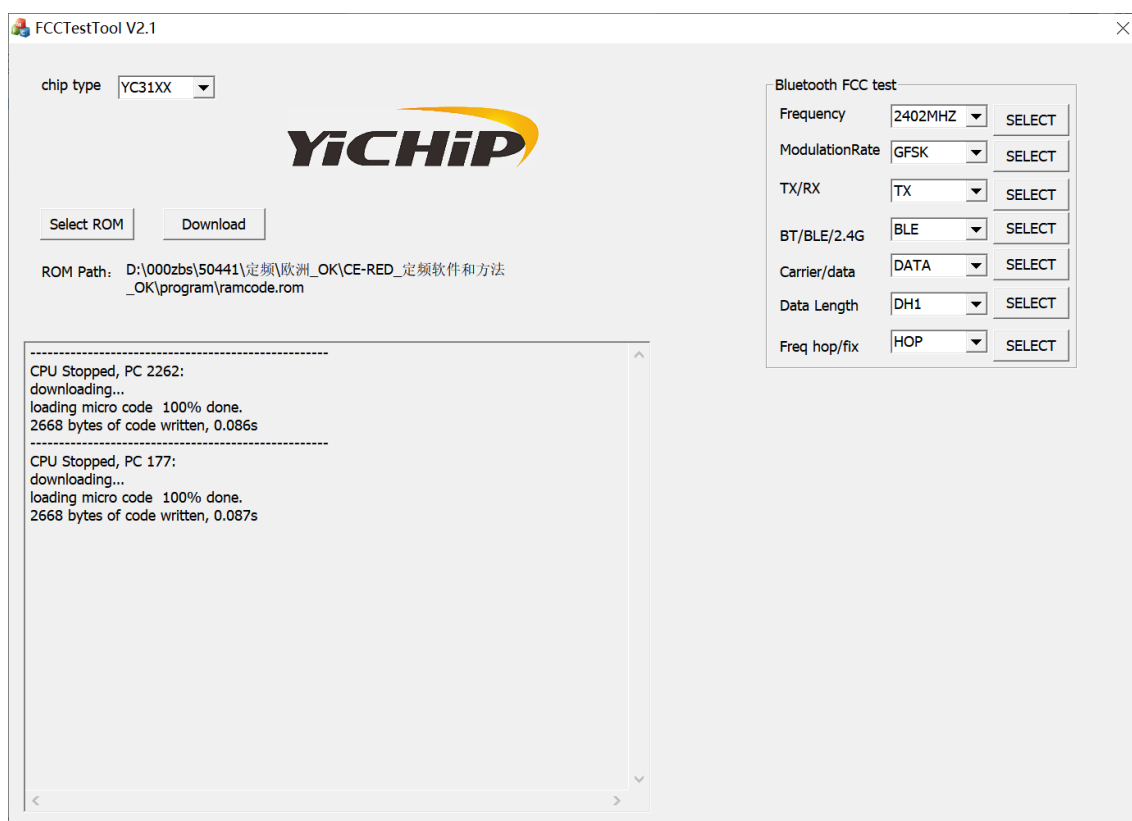 FCCTestTool V2.1
chip type YC31XX
YiCHiP
Select ROM Download
ROM Path: D:\000zbs\50441\定频\欧洲_OK\CE-RED_定频软件和方法
_OK\program\ramcode.rom
-----------------------------------------------------
CPU Stopped, PC 2262:
downloading...
loading micro code  100% done.
2668 bytes of code written, 0.086s
-----------------------------------------------------
CPU Stopped, PC 177:
downloading...
loading micro code  100% done.
2668 bytes of code written, 0.087s
Bluetooth FCC test
Frequency 2402MHZ SELECT
ModulationRate GFSK SELECT
TX/RX TX SELECT
BT/BLE/2.4G BLE SELECT
Carrier/data DATA SELECT
Data Length DH1 SELECT
Freq hop/fix HOP SELECT